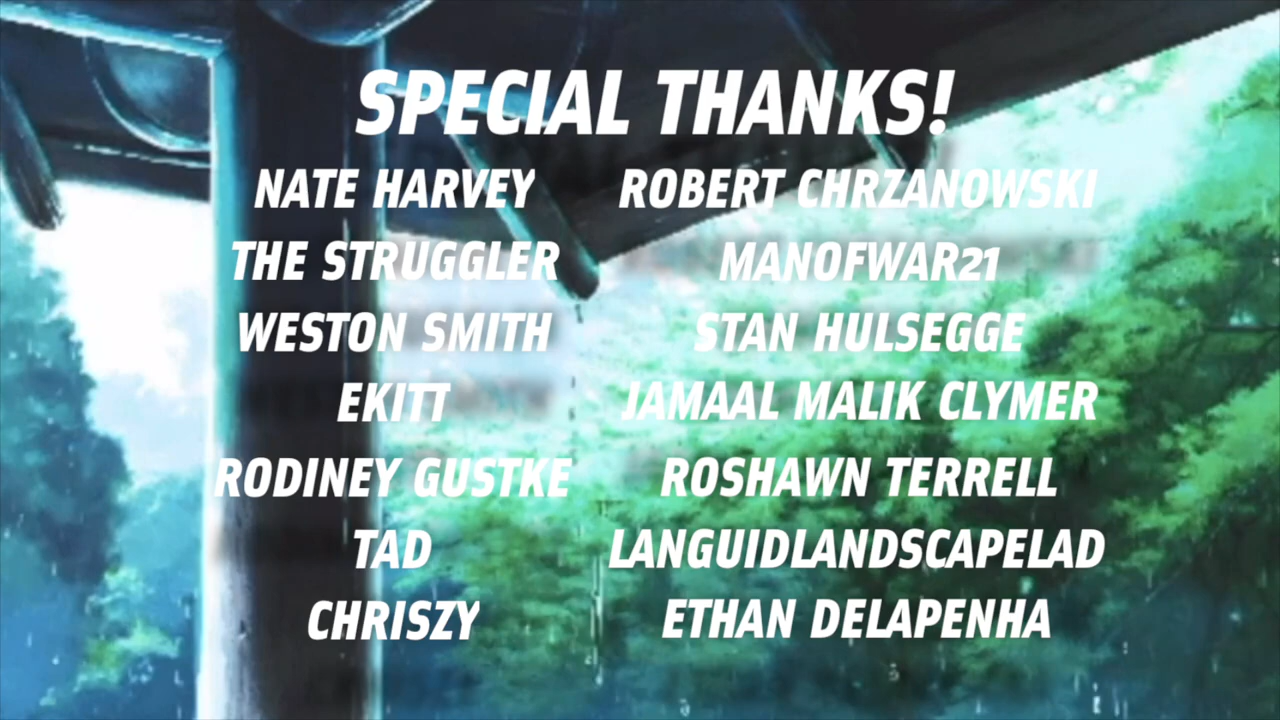 SPECIAL THANKS!
NATE HARVEY
ROBERT CHRZANOWSKI
THE STRUGGLER
MANOFWAR21
WESTON SMITH
STAN HULSEGGE
EKITT
JAMAAL MALIK CLYMER
RODINEY GUSTKE
ROSHAWN TERRELL
TAD
LANGUIDLANDSCAPELAD
CHRISZY
ETHAN DELAPENHA